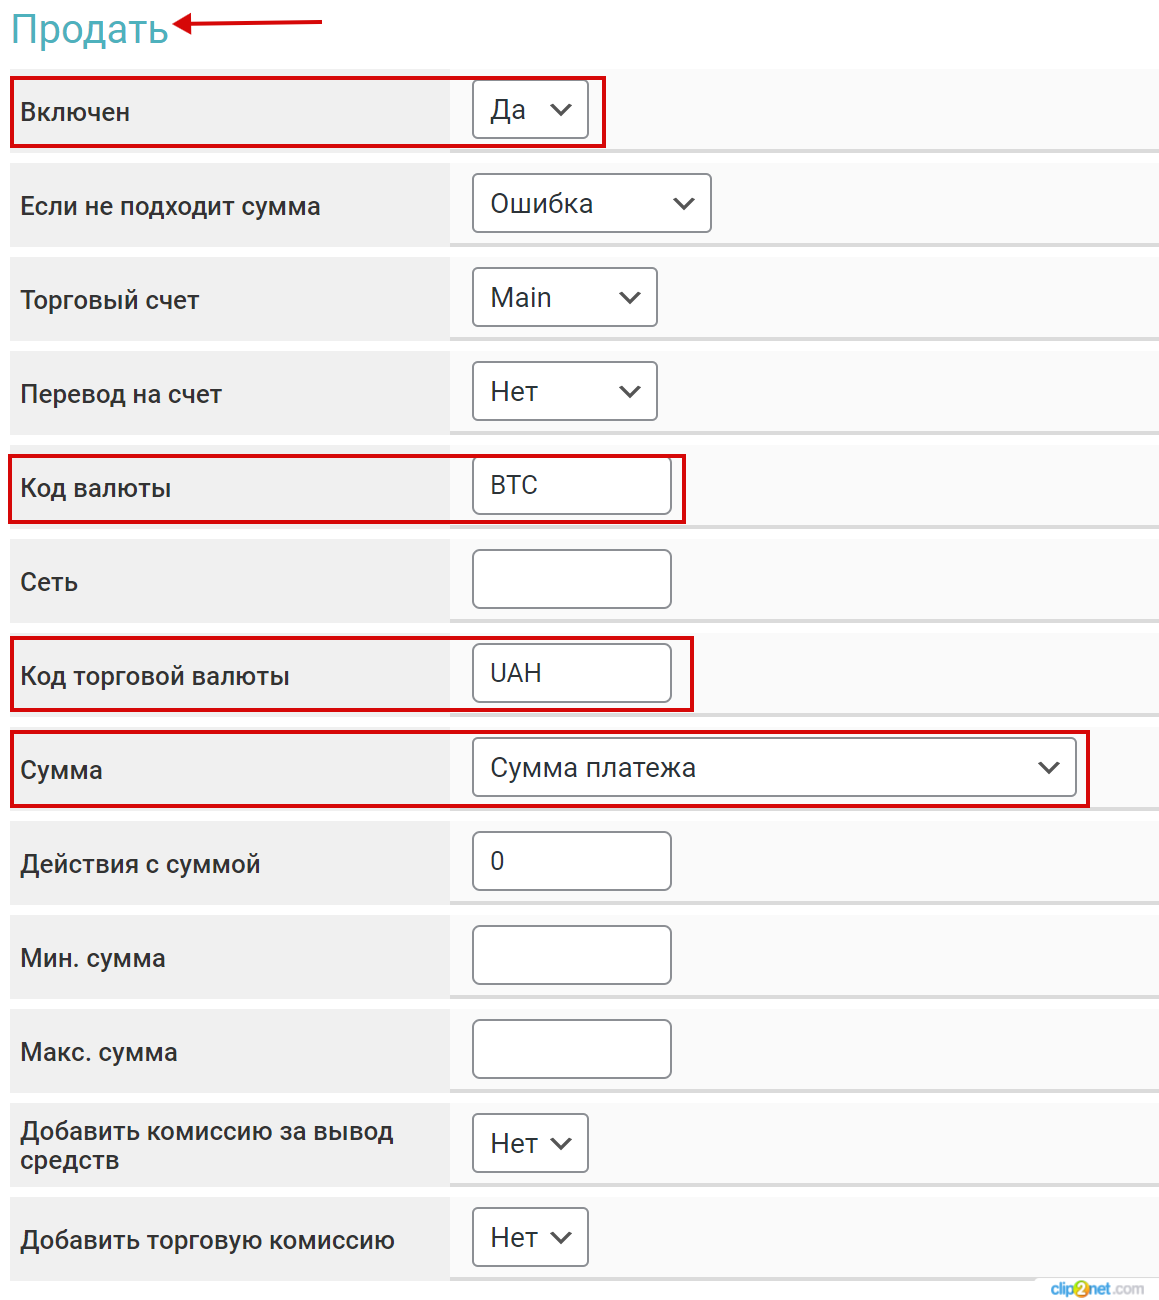 Продать
Включен
Да
Если не подходит сумма
Ошибка
Торговый счет
Main
Перевод на счет
Нет
Код валюты
BTC
Сеть
Код торговой валюты
UAH
Сумма
Сумма платежа
Действия с суммой
0
Мин. сумма
Макс. сумма
Добавить комиссию за вывод
средств
Нет
Добавить торговую комиссию
Нет
clip2net.com